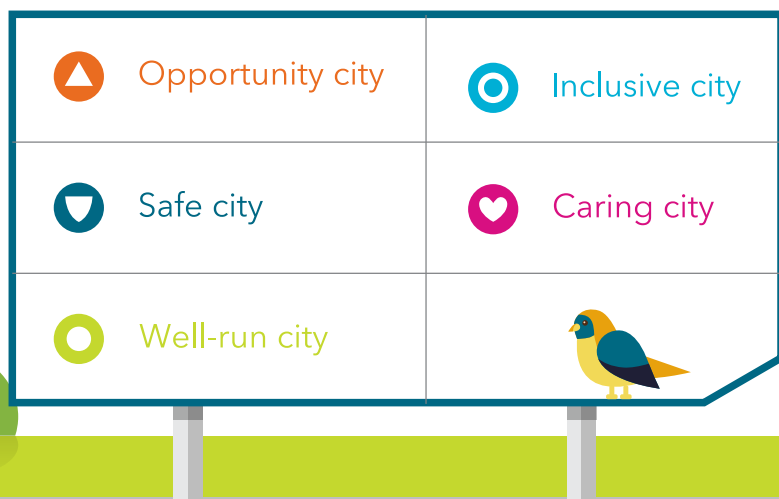 Opportunity city
Inclusive city
Safe city
Caring city
Well-run city